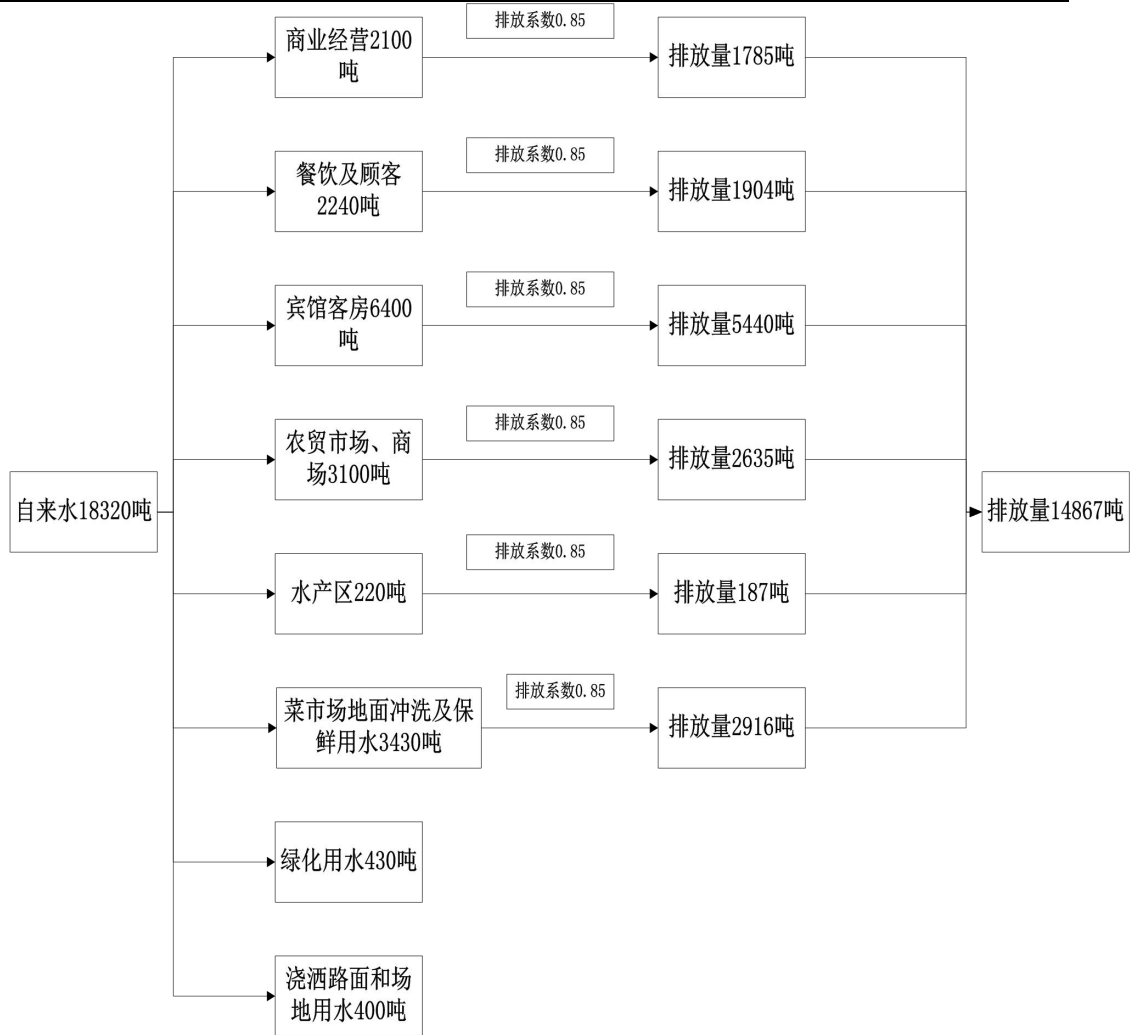 排放系数0.85
商业经营2100
吨
排放量1785吨
排放系数0.85
餐饮及顾客
2240吨
排放量1904吨
排放系数0.85
宾馆客房6400
吨
排放量5440吨
排放系数0.85
农贸市场、商
场3100吨
排放量2635吨
自来水18320吨
排放量14867吨
排放系数0.85
水产区220吨
排放量187吨
排放系数0.85
菜市场地面冲洗及保
鲜用水3430吨
排放量2916吨
绿化用水430吨
浇洒路面和场
地用水400吨